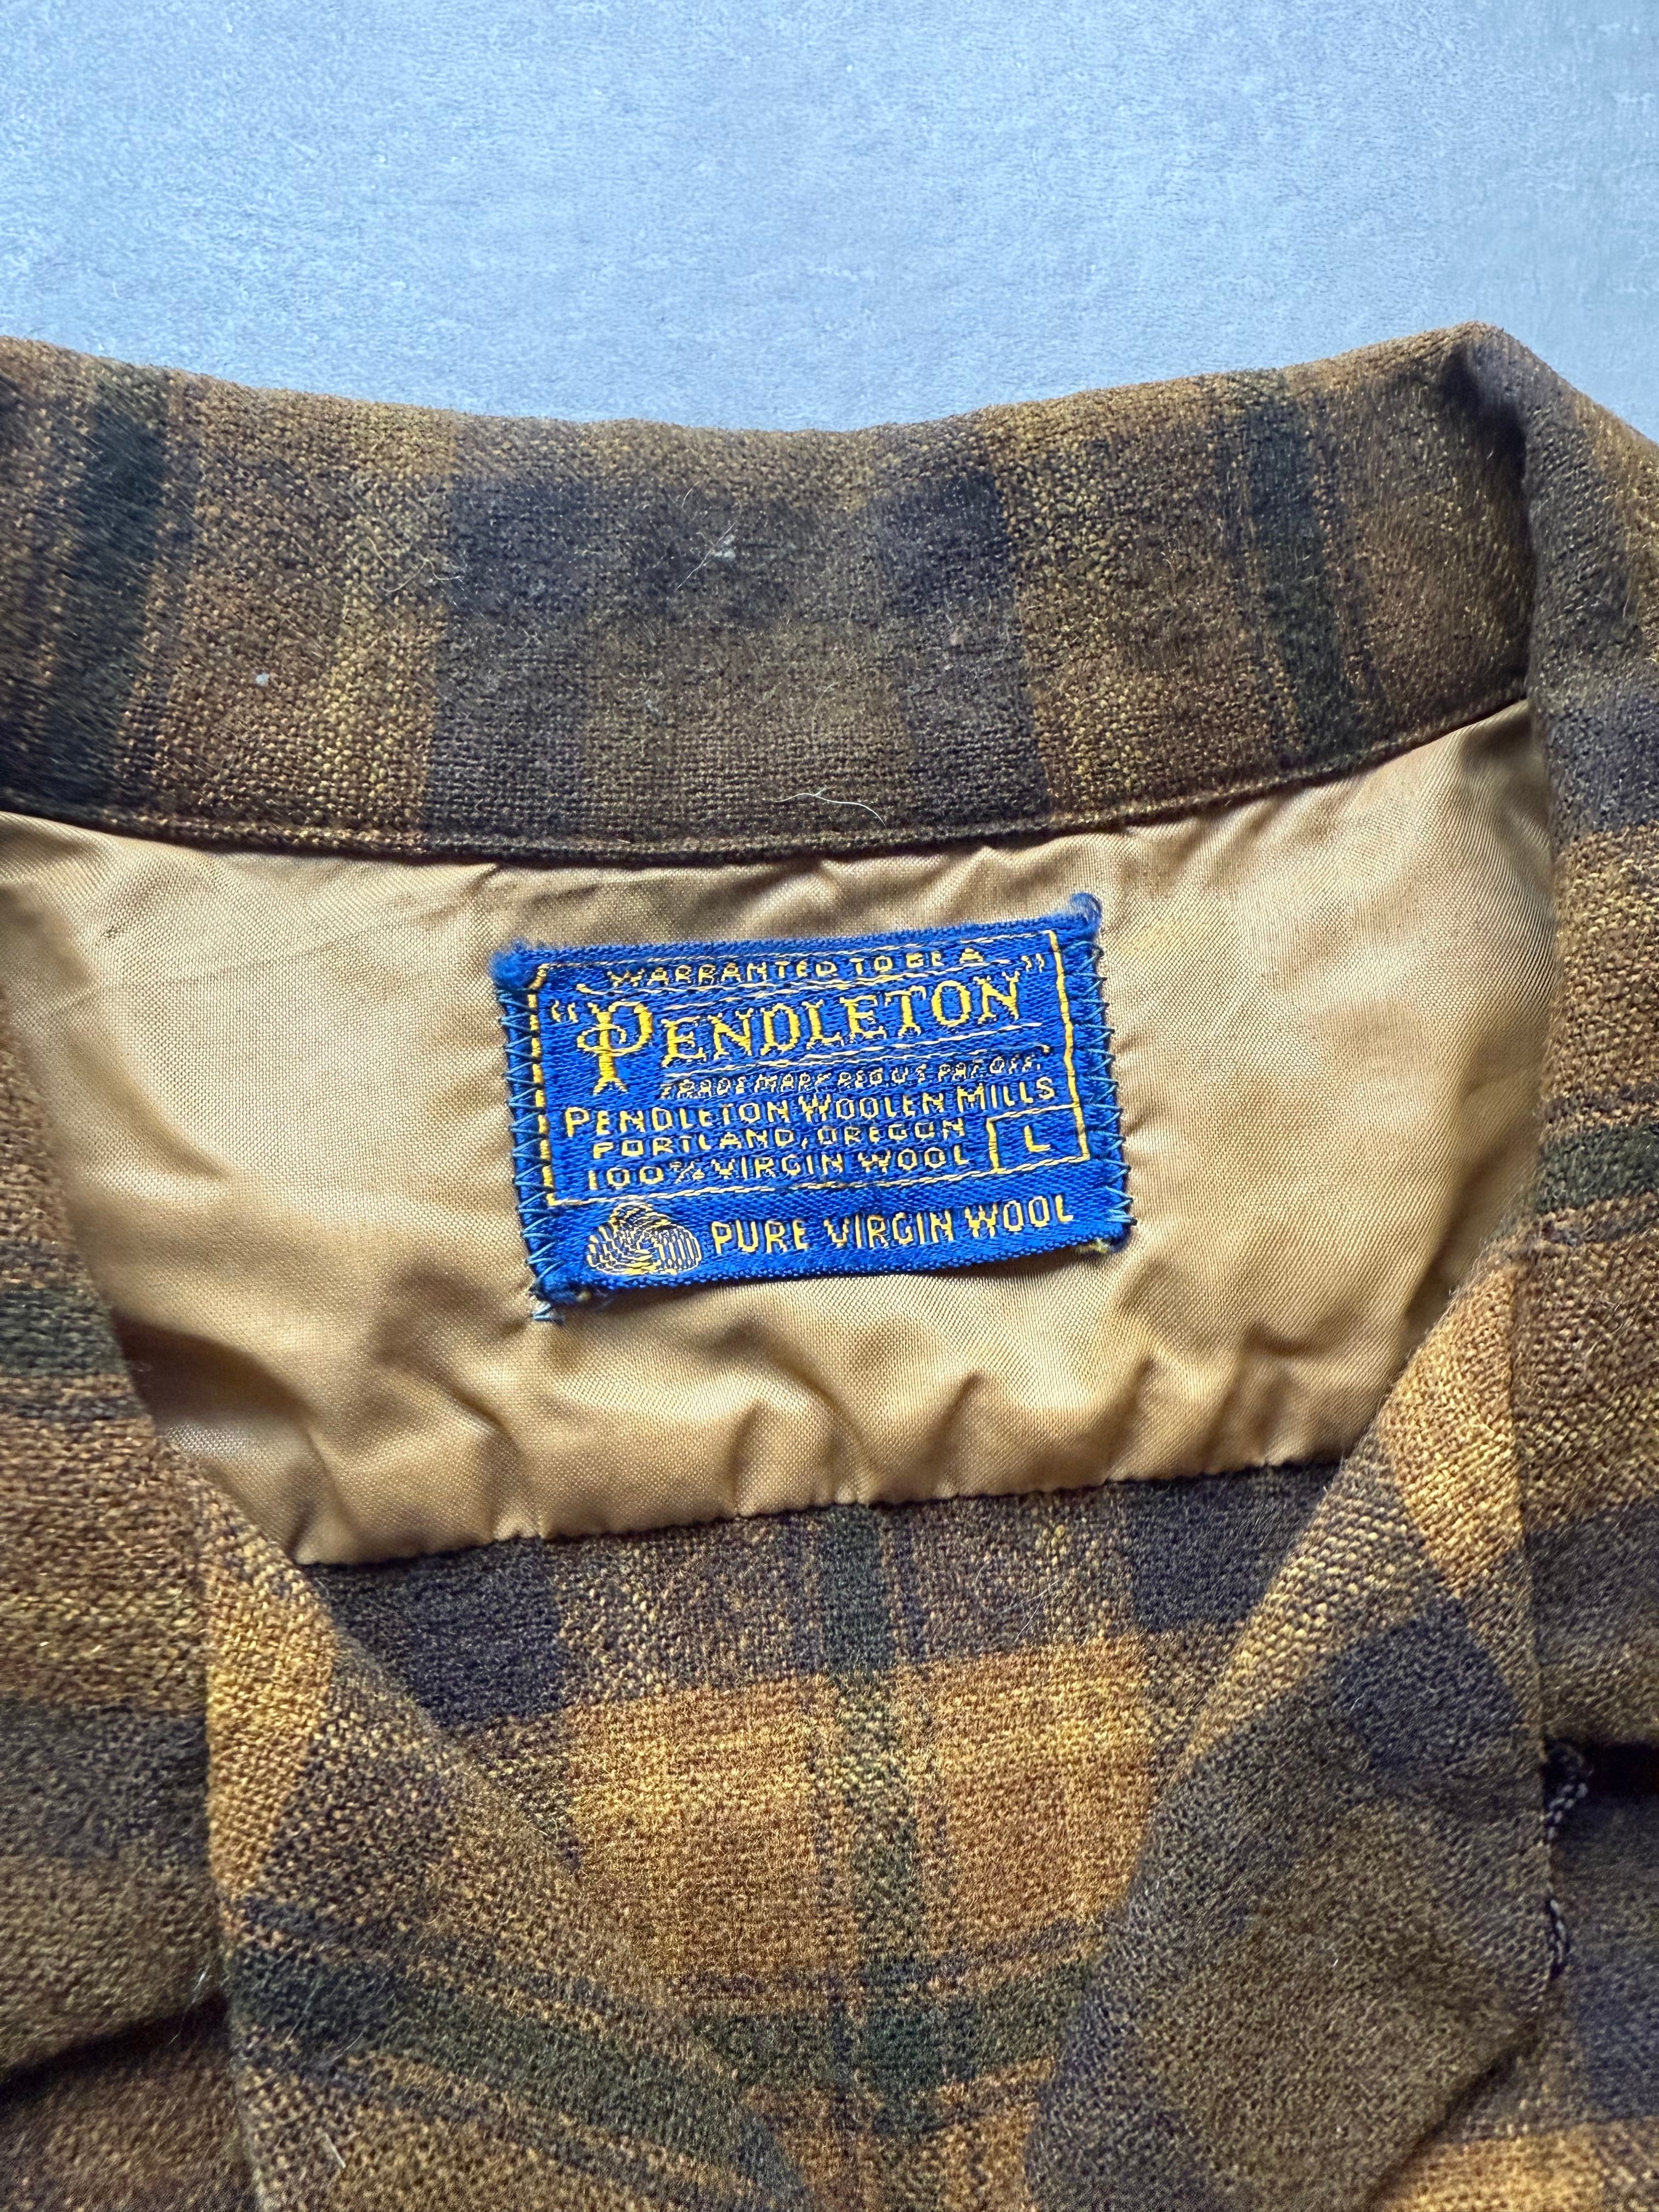 WARRANTED TO BE A
"PENDLETON"
TRADE MARK REG. U.S. PAT. OFF.
PENDLETON WOOLEN MILLS
PORTLAND, OREGON
100% VIRGIN WOOL
L
PURE VIRGIN WOOL